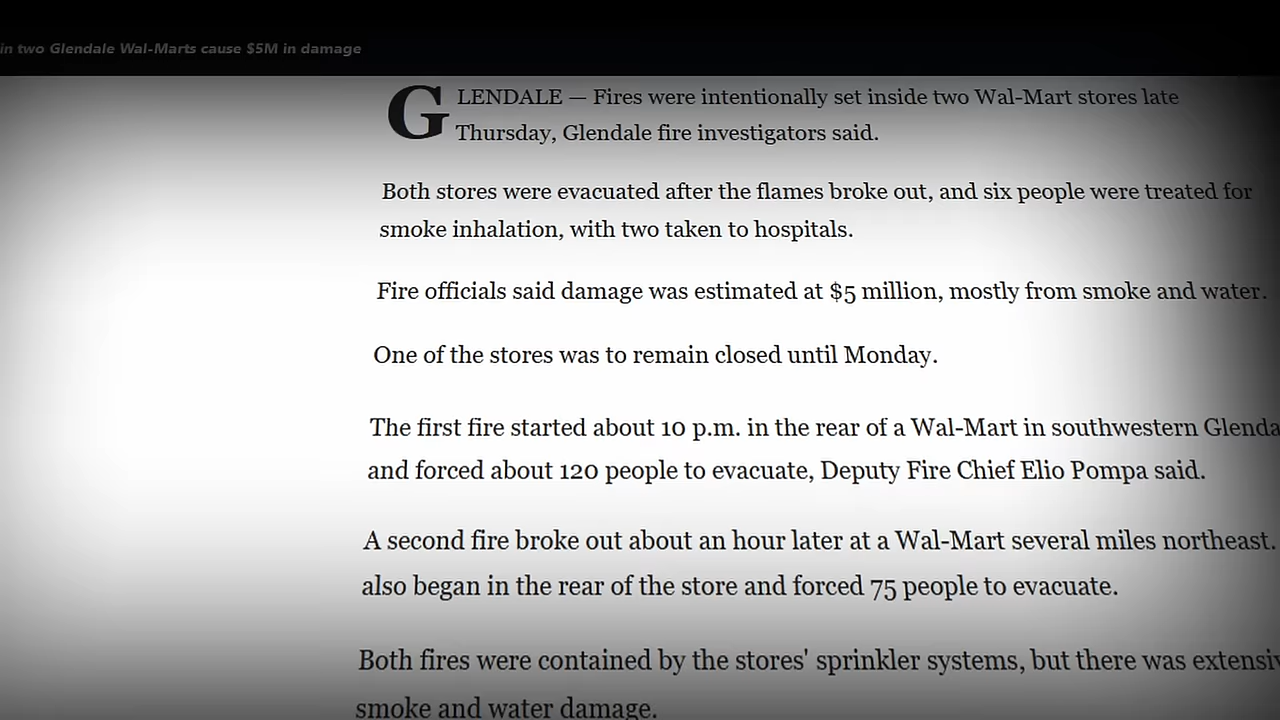 in two Glendale Wal-Marts cause $5M in damage
GLENDALE — Fires were intentionally set inside two Wal-Mart stores late
Thursday, Glendale fire investigators said.
Both stores were evacuated after the flames broke out, and six people were treated for
smoke inhalation, with two taken to hospitals.
Fire officials said damage was estimated at $5 million, mostly from smoke and water.
One of the stores was to remain closed until Monday.
The first fire started about 10 p.m. in the rear of a Wal-Mart in southwestern Glenda
and forced about 120 people to evacuate, Deputy Fire Chief Elio Pompa said.
A second fire broke out about an hour later at a Wal-Mart several miles northeast.
also began in the rear of the store and forced 75 people to evacuate.
Both fires were contained by the stores' sprinkler systems, but there was extensiv
smoke and water damage.